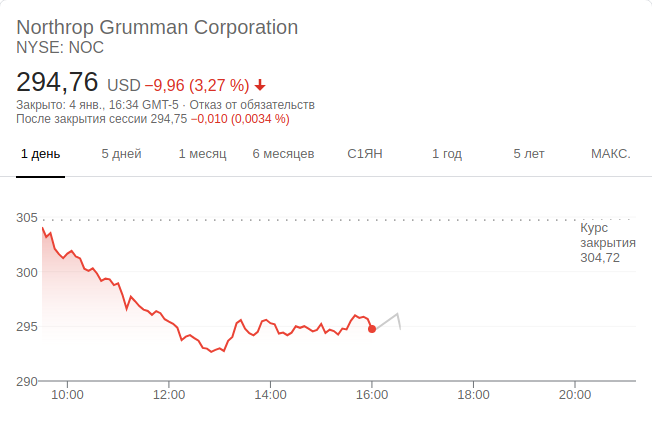 Northrop Grumman Corporation
NYSE: NOC
294,76 USD −9,96 (3,27 %)
Закрыто: 4 янв., 16:34 GMT-5 · Отказ от обязательств
После закрытия сессии 294,75 −0,010 (0,0034 %)
1 день 5 дней 1 месяц 6 месяцев С1ЯН 1 год 5 лет МАКС.
305
Курс
закрытия
304,72
300
295
290
10:00 12:00 14:00 16:00 18:00 20:00